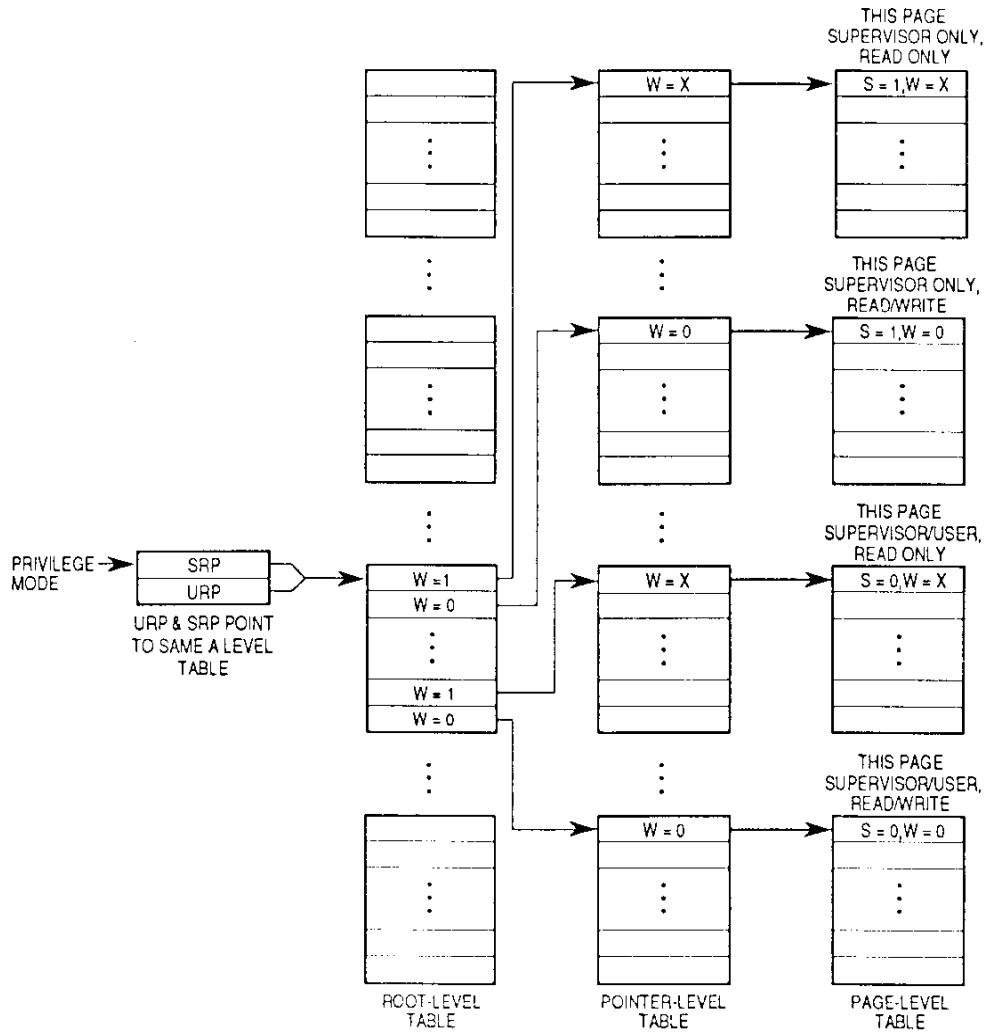 THIS PAGE
SUPERVISOR ONLY,
READ ONLY
W = X
S = 1,W = X
THIS PAGE
SUPERVISOR ONLY,
READ/WRITE
W = 0
S = 1,W = 0
THIS PAGE
SUPERVISOR/USER,
READ ONLY
PRIVILEGE
MODE
SRP
URP
URP & SRP POINT
TO SAME A LEVEL
TABLE
W = 1
W = 0
W = 1
W = 0
W = X
S = 0,W = X
THIS PAGE
SUPERVISOR/USER,
READ/WRITE
W = 0
S = 0,W = 0
ROOT-LEVEL
TABLE
POINTER-LEVEL
TABLE
PAGE-LEVEL
TABLE